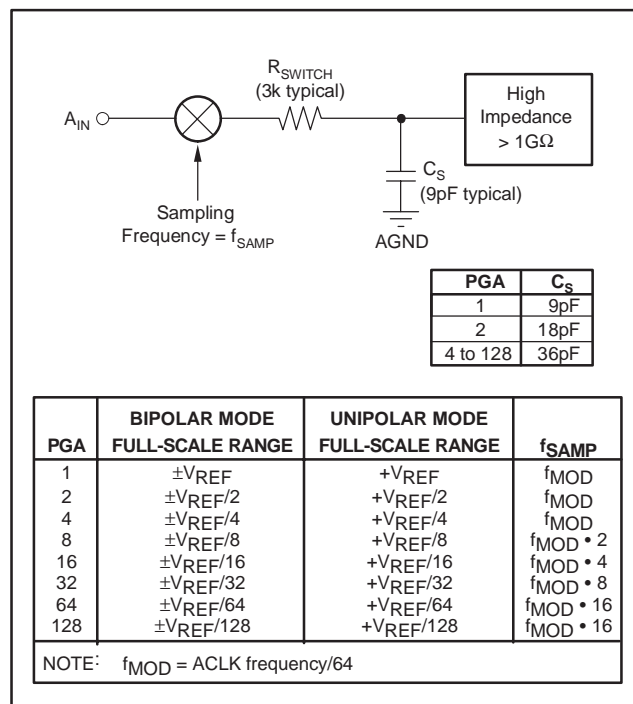 R_SWITCH
(3k typical)
A_IN
High
Impedance
> 1GΩ
C_S
(9pF typical)
Sampling
Frequency = f_SAMP
AGND
PGA C_S
1 9pF
2 18pF
4 to 128 36pF
BIPOLAR MODE UNIPOLAR MODE
PGA FULL-SCALE RANGE FULL-SCALE RANGE f_SAMP
1 ±V_REF +V_REF f_MOD
2 ±V_REF/2 +V_REF/2 f_MOD
4 ±V_REF/4 +V_REF/4 f_MOD
8 ±V_REF/8 +V_REF/8 f_MOD • 2
16 ±V_REF/16 +V_REF/16 f_MOD • 4
32 ±V_REF/32 +V_REF/32 f_MOD • 8
64 ±V_REF/64 +V_REF/64 f_MOD • 16
128 ±V_REF/128 +V_REF/128 f_MOD • 16
NOTE: f_MOD = ACLK frequency/64